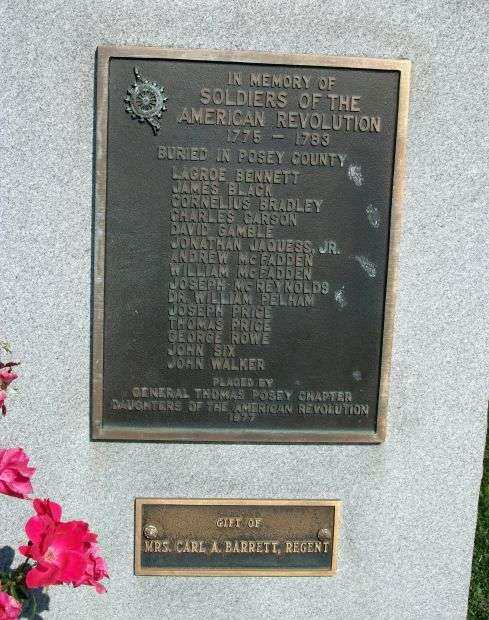 IN MEMORY OF
SOLDIERS OF THE
AMERICAN REVOLUTION
1775 – 1783
BURIED IN POSEY COUNTY
LAGROE BENNETT
JAMES BLACK
CORNELIUS BRADLEY
CHARLES CARSON
DAVID GAMBLE
JONATHAN JAQUESS, JR.
ANDREW McFADDEN
WILLIAM McFADDEN
JOSEPH McREYNOLDS
DR. WILLIAM PELHAM
JOSEPH PRICE
THOMAS PRICE
GEORGE ROWE
JOHN SIX
JOHN WALKER
PLACED BY
GENERAL THOMAS POSEY CHAPTER
DAUGHTERS OF THE AMERICAN REVOLUTION
1977
GIFT OF
MRS. CARL A. BARRETT, REGENT